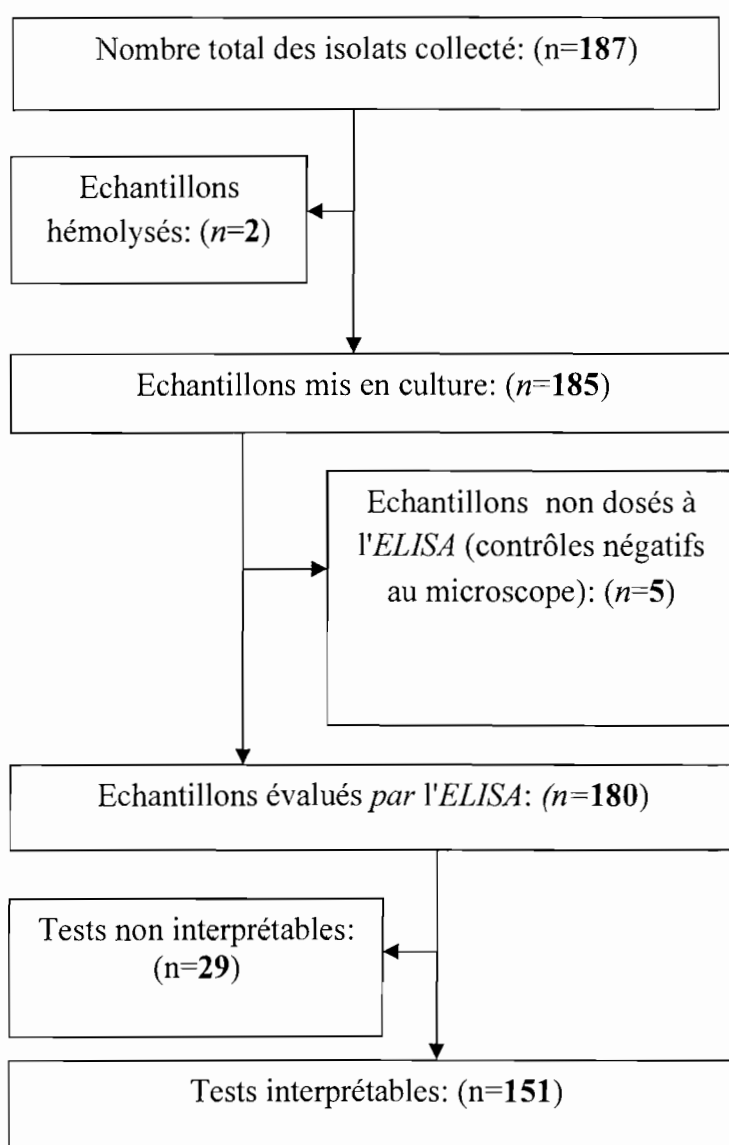 Nombre total des isolats collecté: (n=187)
Echantillons
hémolysés: (n=2)
Echantillons mis en culture: (n=185)
Echantillons non dosés à
l'ELISA (contrôles négatifs
au microscope): (n=5)
Echantillons évalués par l'ELISA: (n=180)
Tests non interprétables:
(n=29)
Tests interprétables: (n=151)